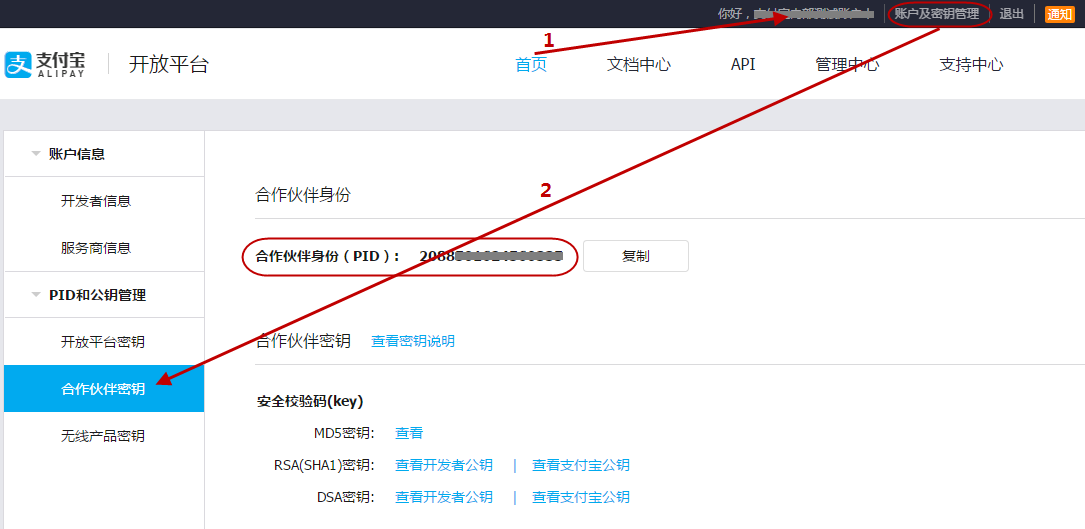 你好，
账户及密钥管理
退出
通知
1
支付宝
ALIPAY
开放平台
首页
文档中心
API
管理中心
支持中心
账户信息
开发者信息
服务商信息
PID和公钥管理
开放平台密钥
合作伙伴密钥
无线产品密钥
合作伙伴身份
2
合作伙伴身份（PID）： 2088
复制
合作伙伴密钥 查看密钥说明
安全校验码(key)
MD5密钥: 查看
RSA(SHA1)密钥: 查看开发者公钥 | 查看支付宝公钥
DSA密钥: 查看开发者公钥 | 查看支付宝公钥